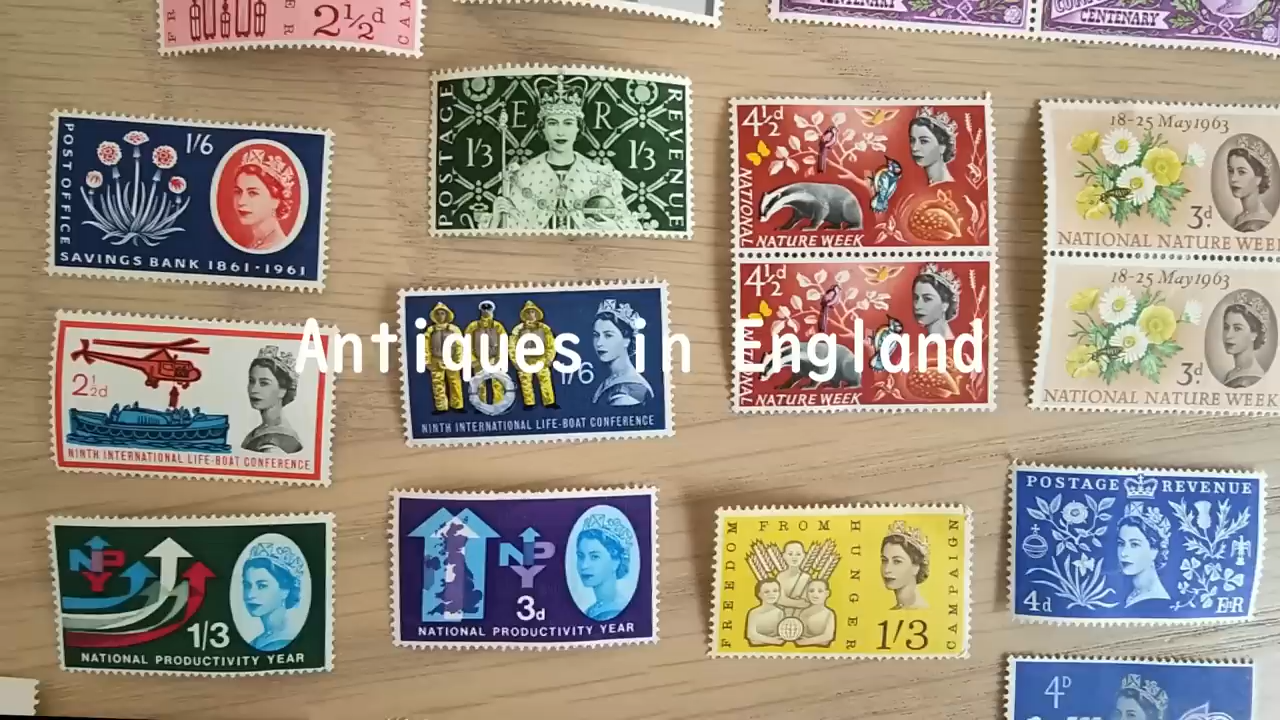 2½d
CENTENARY
CENTENARY
POST OFFICE
1/6
SAVINGS BANK 1861-1961
POSTAGE
E R
1/3 1/3
REVENUE
4½d
NATIONAL
NATURE WEEK
18-25 May 1963
3d
NATIONAL NATURE WEEK
2½d
NINTH INTERNATIONAL LIFE-BOAT CONFERENCE
1/6
NINTH INTERNATIONAL LIFE-BOAT CONFERENCE
4½d
NATIONAL
NATURE WEEK
18-25 May 1963
3d
NATIONAL NATURE WEEK
Antiques in England
NPY
1/3
NATIONAL PRODUCTIVITY YEAR
NPY
3d
NATIONAL PRODUCTIVITY YEAR
FREEDOM FROM HUNGER
1/3
CAMPAIGN
POSTAGE REVENUE
4d
EIIR
4D